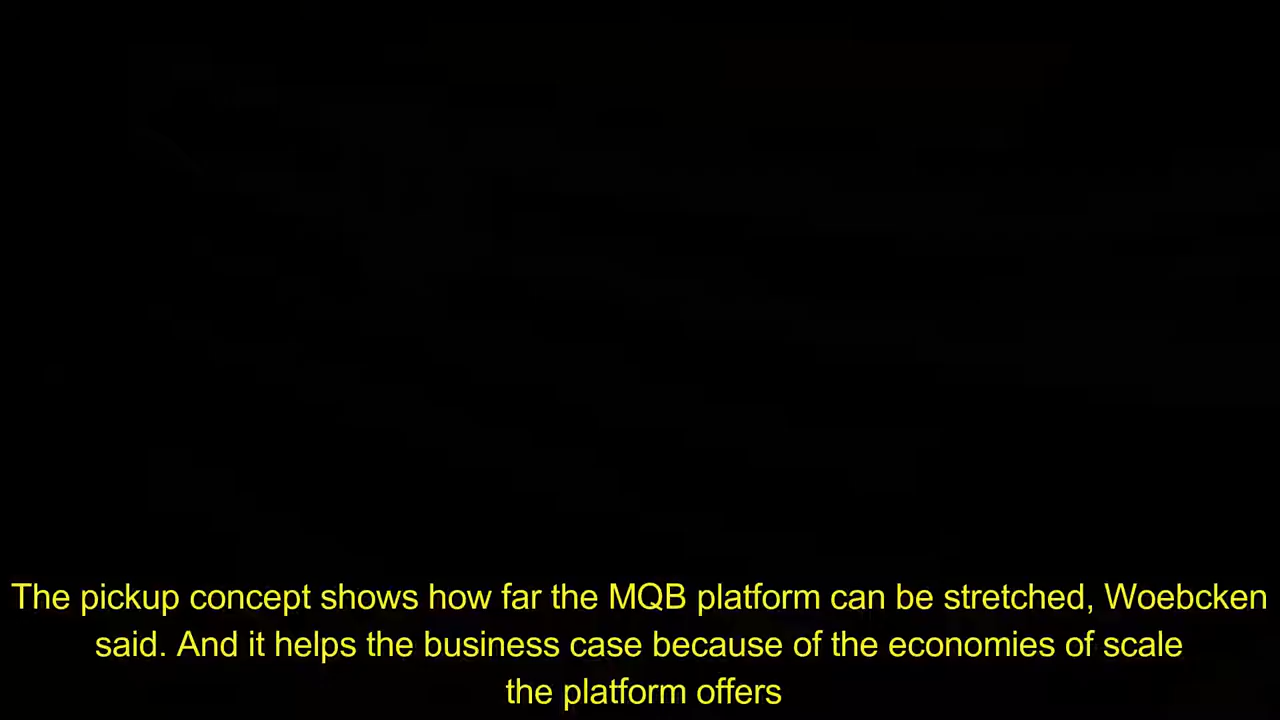 The pickup concept shows how far the MQB platform can be stretched, Woebcken
said. And it helps the business case because of the economies of scale
the platform offers